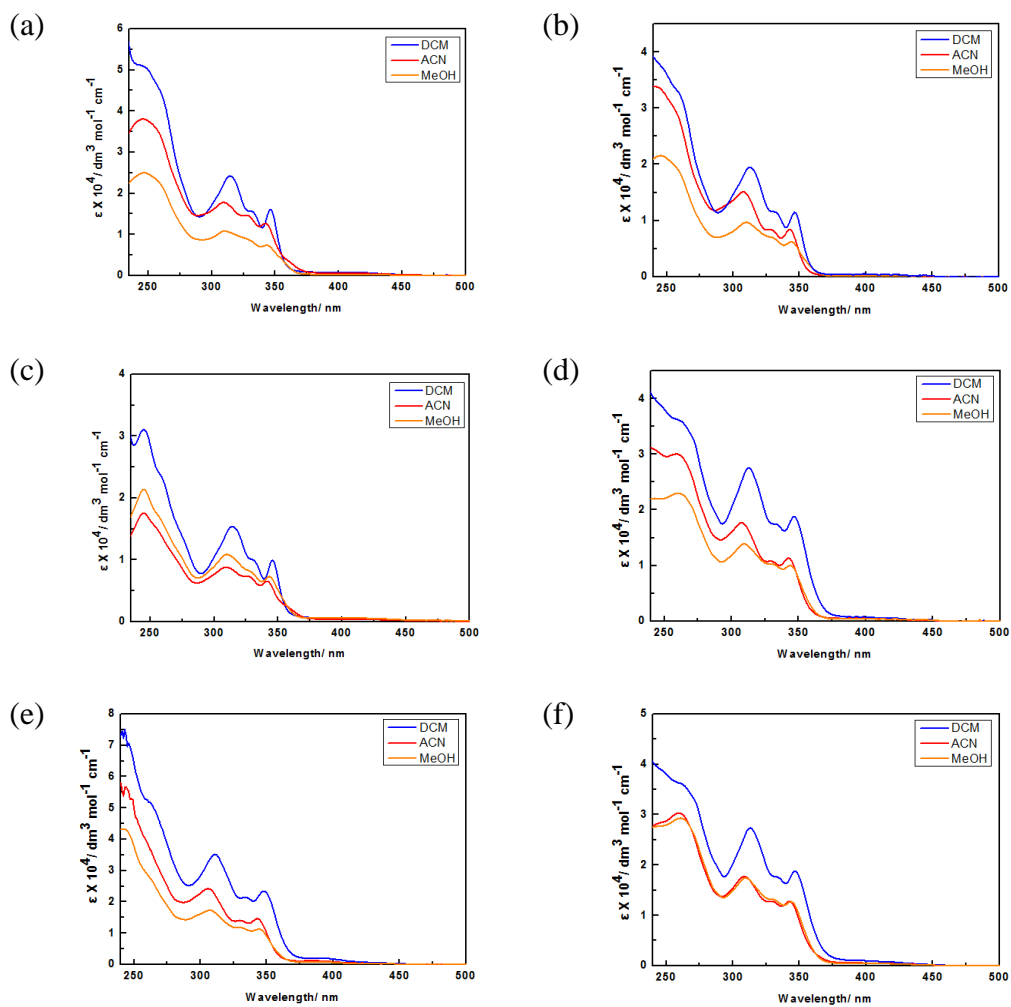 (a)
6
5
4
3
2
1
0
ε X 10⁴/ dm³ mol⁻¹ cm⁻¹
DCM
ACN
MeOH
250 300 350 400 450 500
Wavelength/ nm
(b)
4
3
2
1
0
ε X 10⁴/ dm³ mol⁻¹ cm⁻¹
DCM
ACN
MeOH
250 300 350 400 450 500
Wavelength/ nm
(c)
4
3
2
1
0
ε X 10⁴/ dm³ mol⁻¹ cm⁻¹
DCM
ACN
MeOH
250 300 350 400 450 500
Wavelength/ nm
(d)
4
3
2
1
0
ε X 10⁴/ dm³ mol⁻¹ cm⁻¹
DCM
ACN
MeOH
250 300 350 400 450 500
Wavelength/ nm
(e)
8
7
6
5
4
3
2
1
0
ε X 10⁴/ dm³ mol⁻¹ cm⁻¹
DCM
ACN
MeOH
250 300 350 400 450 500
Wavelength/ nm
(f)
5
4
3
2
1
0
ε X 10⁴/ dm³ mol⁻¹ cm⁻¹
DCM
ACN
MeOH
250 300 350 400 450 500
Wavelength/ nm